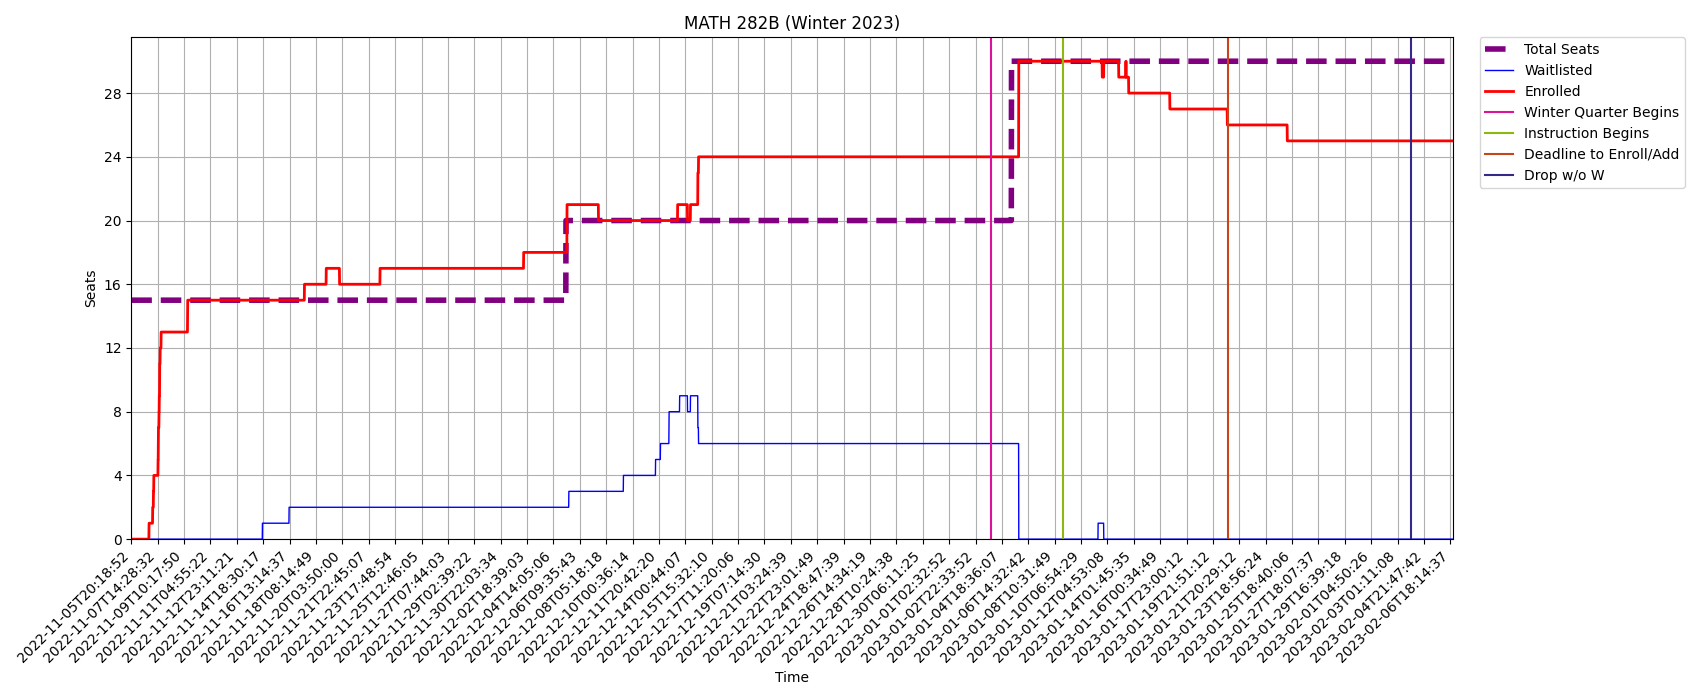 MATH 282B (Winter 2023)
Total Seats
Waitlisted
Enrolled
Winter Quarter Begins
Instruction Begins
Deadline to Enroll/Add
Drop w/o W
Seats
28
24
20
16
12
8
4
0
2022-11-05T20:18:52
2022-11-07T14:28:32
2022-11-09T10:17:50
2022-11-11T04:55:22
2022-11-12T23:11:21
2022-11-14T18:30:17
2022-11-16T13:14:37
2022-11-18T08:14:49
2022-11-20T03:50:00
2022-11-21T22:45:07
2022-11-23T17:48:54
2022-11-25T12:46:05
2022-11-27T07:44:03
2022-11-29T02:39:22
2022-11-30T22:03:34
2022-12-02T18:39:03
2022-12-04T14:05:06
2022-12-06T09:35:43
2022-12-08T05:18:18
2022-12-10T00:36:14
2022-12-11T20:42:20
2022-12-14T00:44:07
2022-12-15T15:32:10
2022-12-17T11:20:06
2022-12-19T07:14:30
2022-12-21T03:24:39
2022-12-22T23:01:49
2022-12-24T18:47:39
2022-12-26T14:34:19
2022-12-28T10:24:38
2022-12-30T06:11:25
2023-01-01T02:32:52
2023-01-02T22:33:52
2023-01-04T18:36:07
2023-01-06T14:32:42
2023-01-08T10:31:49
2023-01-10T06:54:29
2023-01-12T04:53:08
2023-01-14T01:45:35
2023-01-16T00:34:49
2023-01-17T23:00:12
2023-01-19T21:51:12
2023-01-21T20:29:12
2023-01-23T18:56:24
2023-01-25T18:40:06
2023-01-27T18:07:37
2023-01-29T16:39:18
2023-02-01T04:50:26
2023-02-03T01:11:08
2023-02-04T21:47:42
2023-02-06T18:14:37
Time